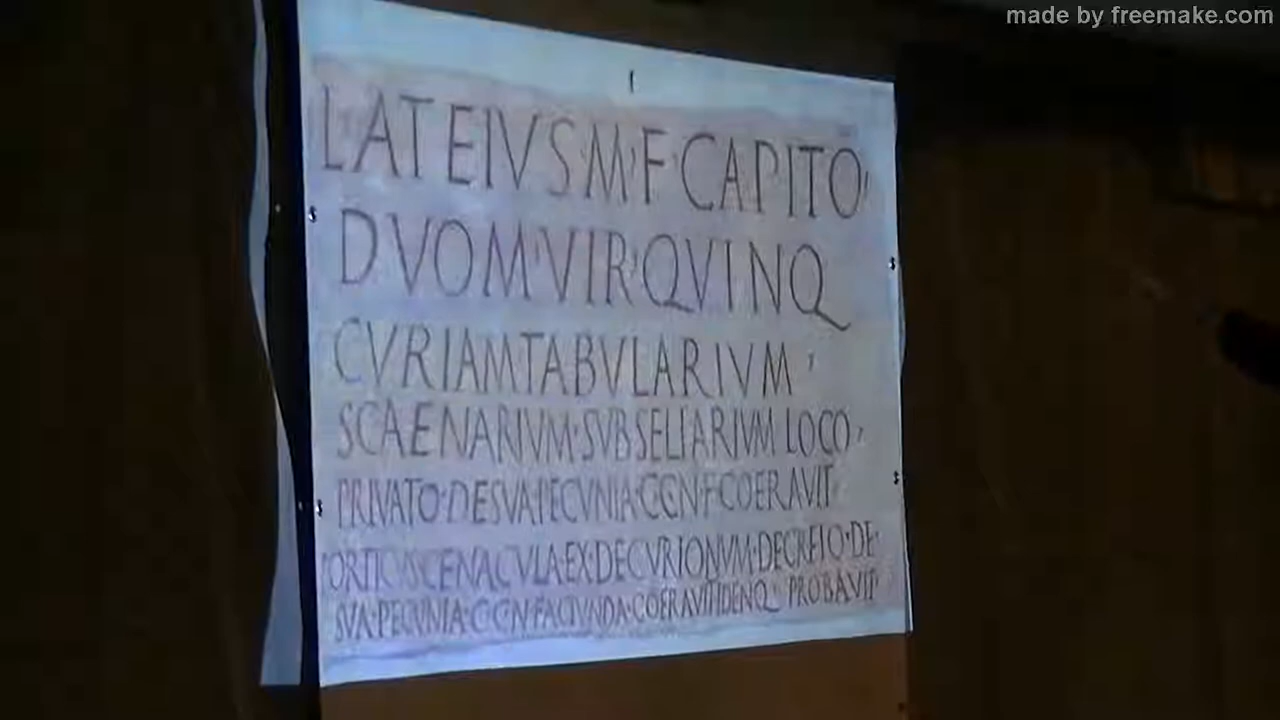 made by freemake.com
L·ATEIVS·M·F·CAPITO
DVOM·VIR·QVINQ
CVRIAM·TABVLARIVM
SCAENARIVM·SVBSELIARIVM LOCO
PRIVATO·DE·SVA·PECVNIA·C·C·N·F·COERAVIT
PORTICVS·CENACVLA·EX·DECVRIONVM·DECRETO·DE
SVA·PECVNIA·C·C·N·FACIVNDA·COERAVIT·IDENQ·PROBAVIT